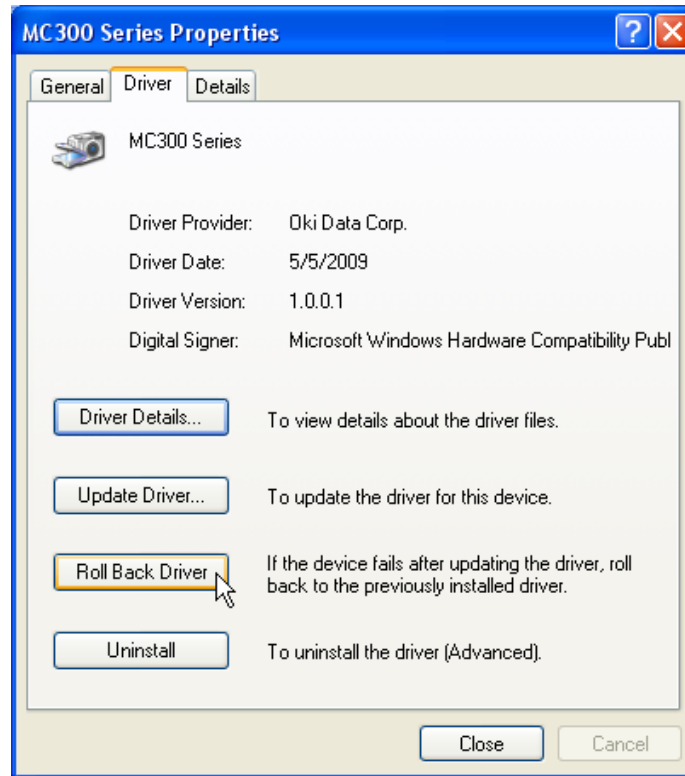 MC300 Series Properties
General Driver Details
MC300 Series
Driver Provider: Oki Data Corp.
Driver Date: 5/5/2009
Driver Version: 1.0.0.1
Digital Signer: Microsoft Windows Hardware Compatibility Publ
Driver Details... To view details about the driver files.
Update Driver... To update the driver for this device.
Roll Back Driver If the device fails after updating the driver, roll
back to the previously installed driver.
Uninstall To uninstall the driver (Advanced).
Close Cancel